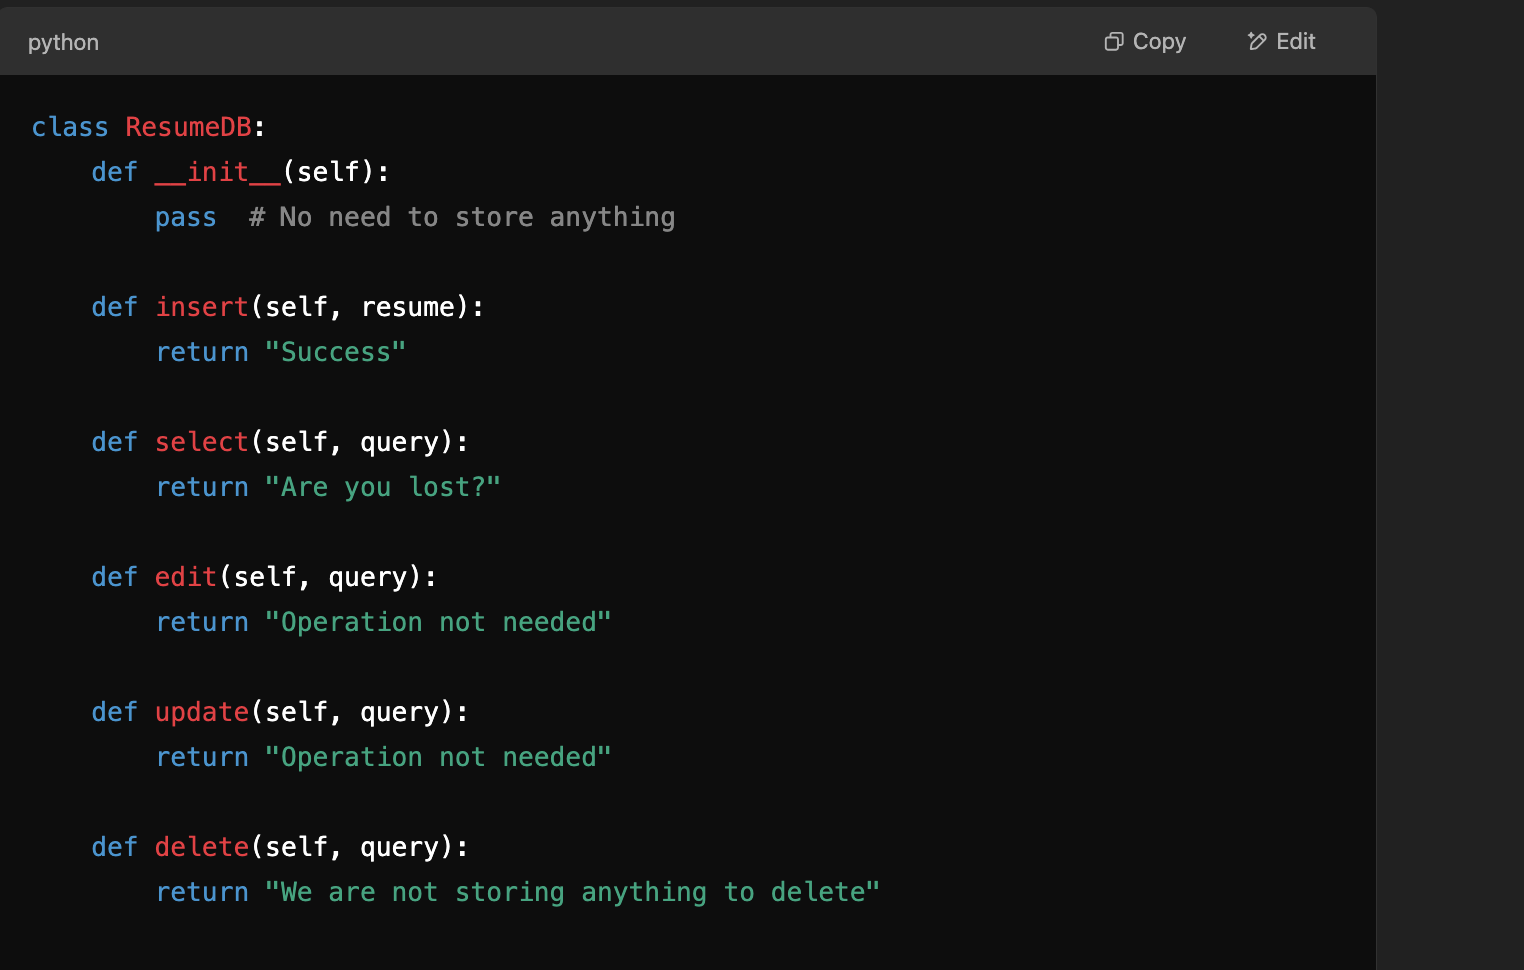 python
Copy
Edit
class ResumeDB:
    def __init__(self):
        pass  # No need to store anything
    def insert(self, resume):
        return "Success"
    def select(self, query):
        return "Are you lost?"
    def edit(self, query):
        return "Operation not needed"
    def update(self, query):
        return "Operation not needed"
    def delete(self, query):
        return "We are not storing anything to delete"